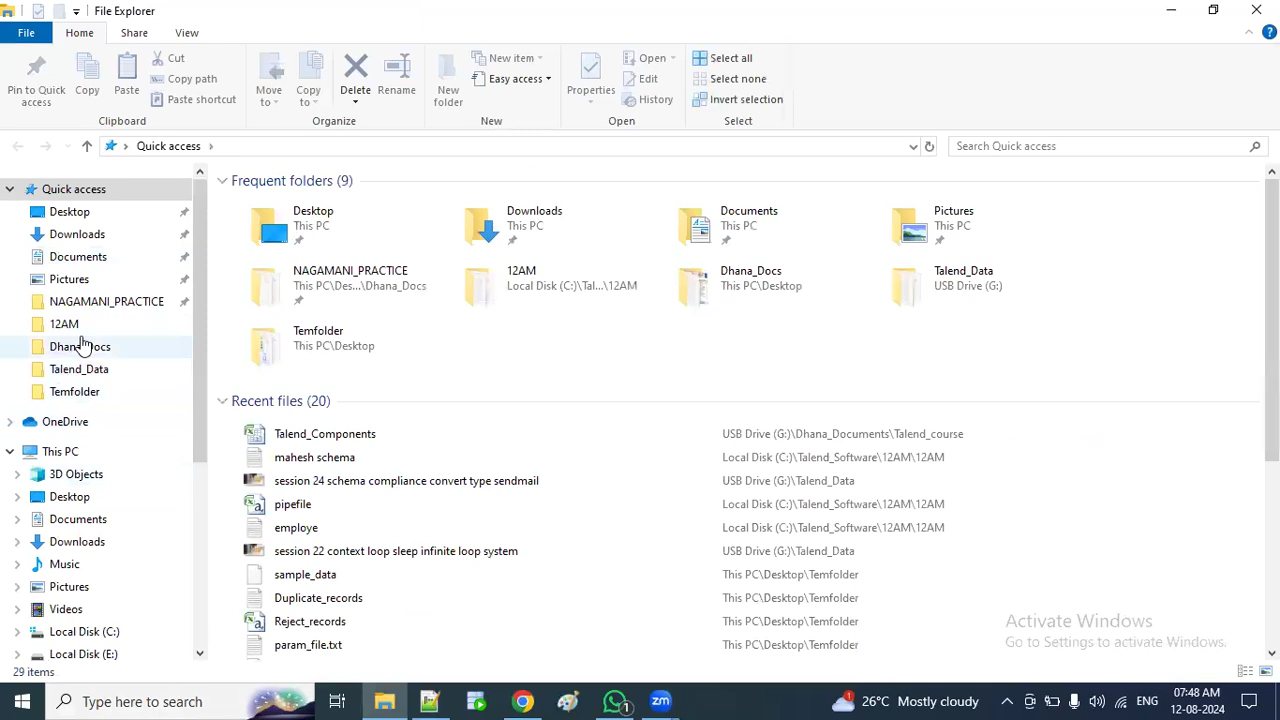 File Explorer
File Home Share View
Pin to Quick access
Copy
Paste
Cut
Copy path
Paste shortcut
Clipboard
Move to
Copy to
Delete
Rename
Organize
New folder
New item
Easy access
New
Properties
Open
Edit
History
Open
Select all
Select none
Invert selection
Select
Quick access
Search Quick access
Quick access
Desktop
Downloads
Documents
Pictures
NAGAMANI_PRACTICE
12AM
Dhana_Docs
Talend_Data
Temfolder
OneDrive
This PC
3D Objects
Desktop
Documents
Downloads
Music
Pictures
Videos
Local Disk (C:)
Local Disk (E:)
Frequent folders (9)
Desktop
This PC
Downloads
This PC
Documents
This PC
Pictures
This PC
NAGAMANI_PRACTICE
This PC\Des...\Dhana_Docs
12AM
Local Disk (C:)\Tal...\12AM
Dhana_Docs
This PC\Desktop
Talend_Data
USB Drive (G:)
Temfolder
This PC\Desktop
Recent files (20)
Talend_Components USB Drive (G:)\Dhana_Documents\Talend_course
mahesh schema Local Disk (C:)\Talend_Software\12AM\12AM
session 24 schema compliance convert type sendmail USB Drive (G:)\Talend_Data
pipefile Local Disk (C:)\Talend_Software\12AM\12AM
employe Local Disk (C:)\Talend_Software\12AM\12AM
session 22 context loop sleep infinite loop system USB Drive (G:)\Talend_Data
sample_data This PC\Desktop\Temfolder
Duplicate_records This PC\Desktop\Temfolder
Reject_records This PC\Desktop\Temfolder
param_file.txt This PC\Desktop\Temfolder
Activate Windows
Go to Settings to activate Windows.
29 items
Type here to search
1
1
26°C Mostly cloudy
ENG
07:48 AM
12-08-2024